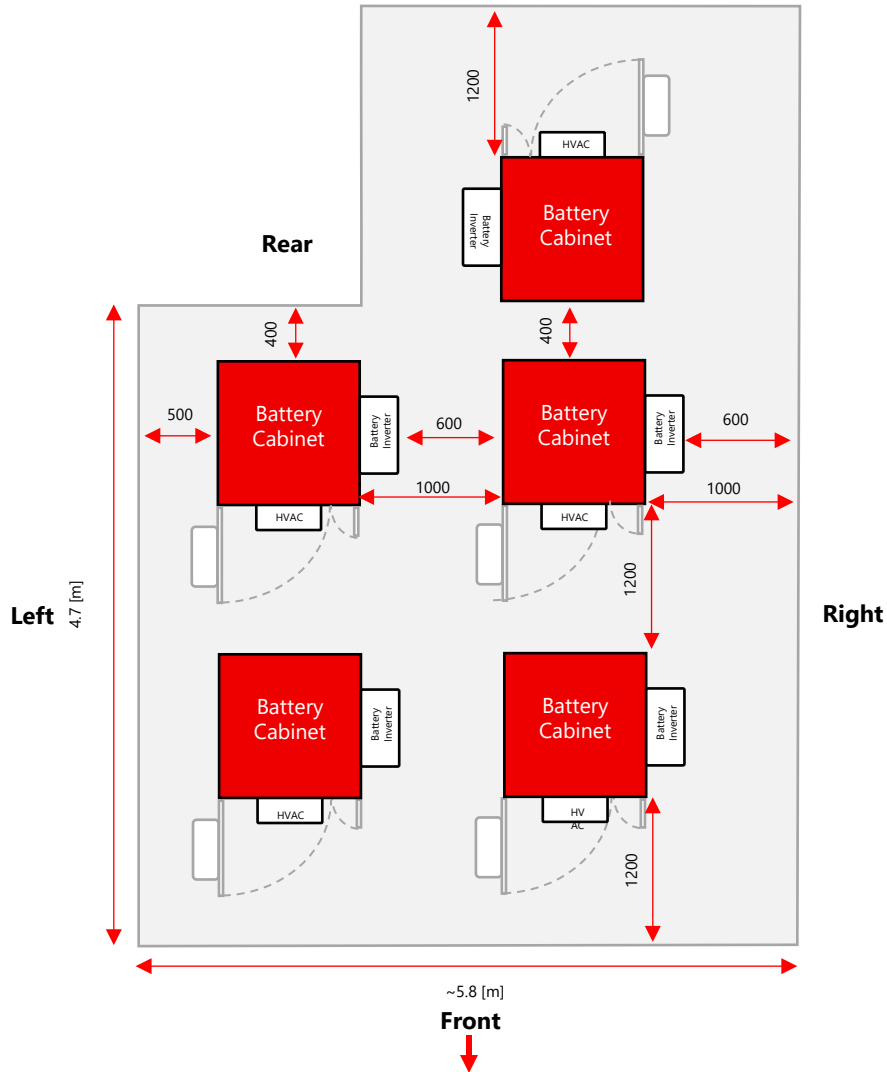 1200
HVAC
Battery
Cabinet
Battery
Inverter
Rear
400
400
500
Battery
Cabinet
Battery
Inverter
600
Battery
Cabinet
Battery
Inverter
600
1000
1000
HVAC
HVAC
1200
Left
4.7 [m]
Right
Battery
Cabinet
Battery
Inverter
Battery
Cabinet
Battery
Inverter
HVAC
HV
AC
1200
~5.8 [m]
Front